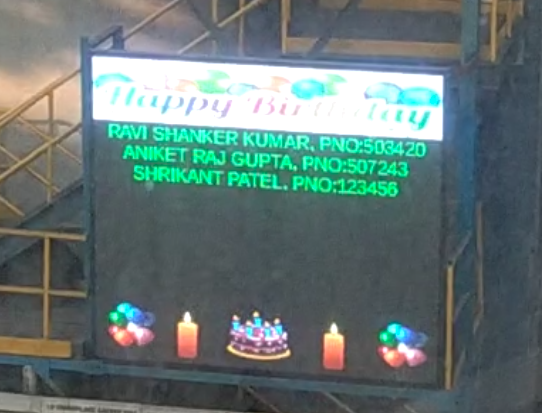 Happy Birthday
RAVI SHANKER KUMAR, PNO:503420
ANIKET RAJ GUPTA, PNO:507243
SHRIKANT PATEL. PNO:123456